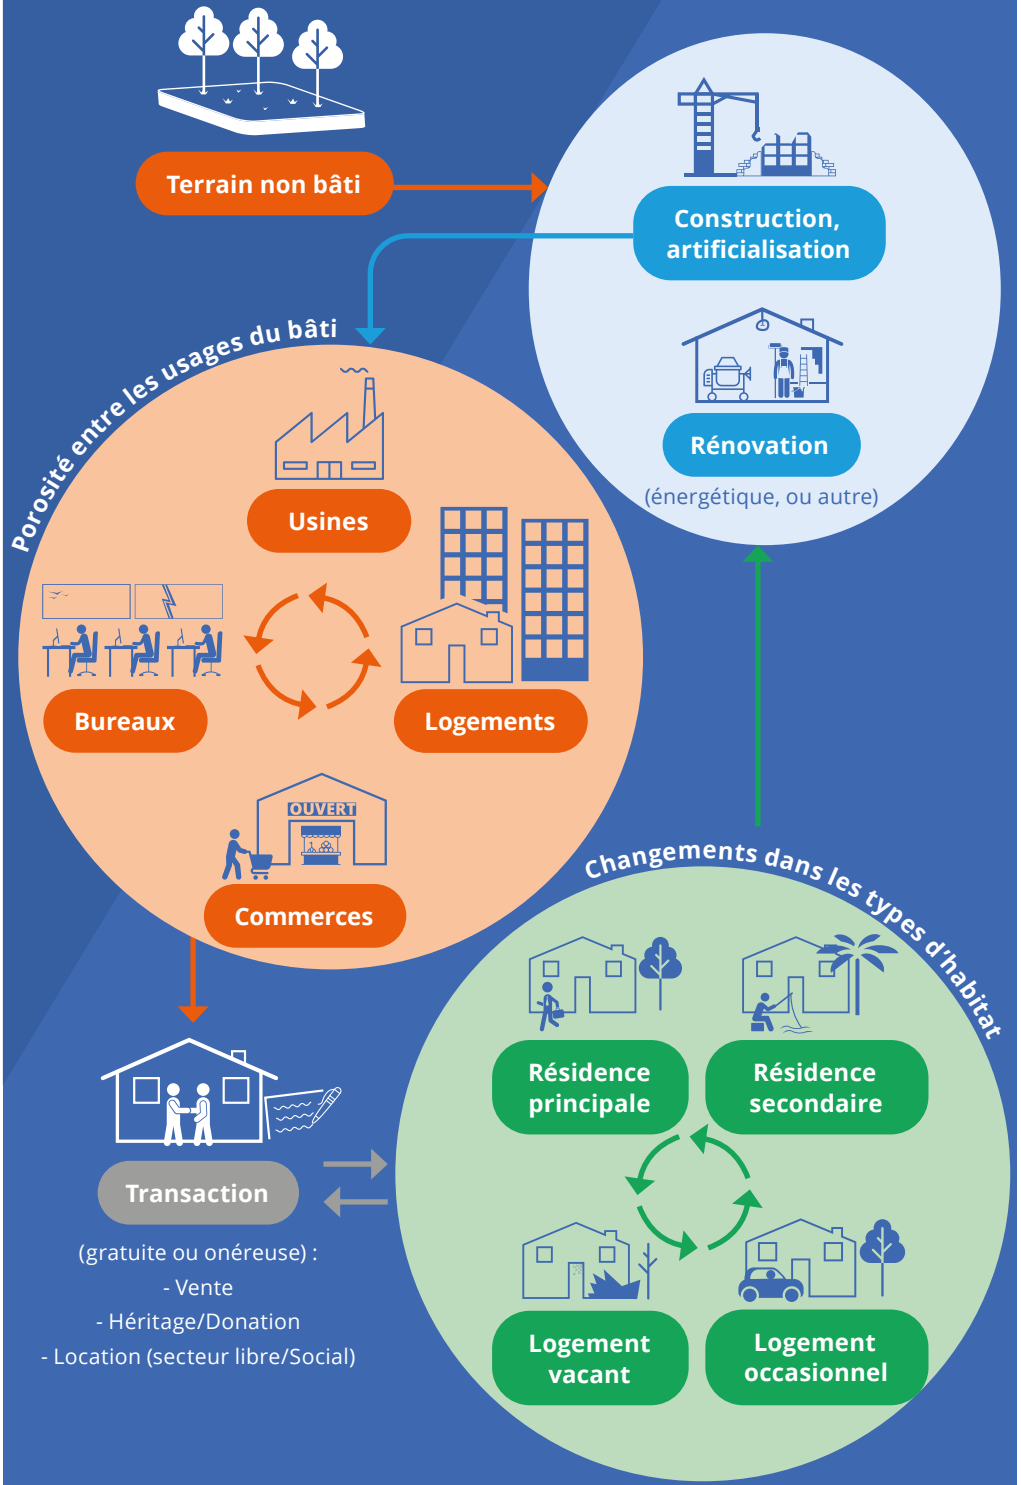 Terrain non bâti
Construction,
artificialisation
Rénovation
(énergétique, ou autre)
Porosité entre les usages du bâti
Usines
Bureaux
Logements
OUVERT
Commerces
Changements dans les types d’habitat
Résidence
principale
Résidence
secondaire
Transaction
(gratuite ou onéreuse) :
- Vente
- Héritage/Donation
- Location (secteur libre/Social)
Logement
vacant
Logement
occasionnel